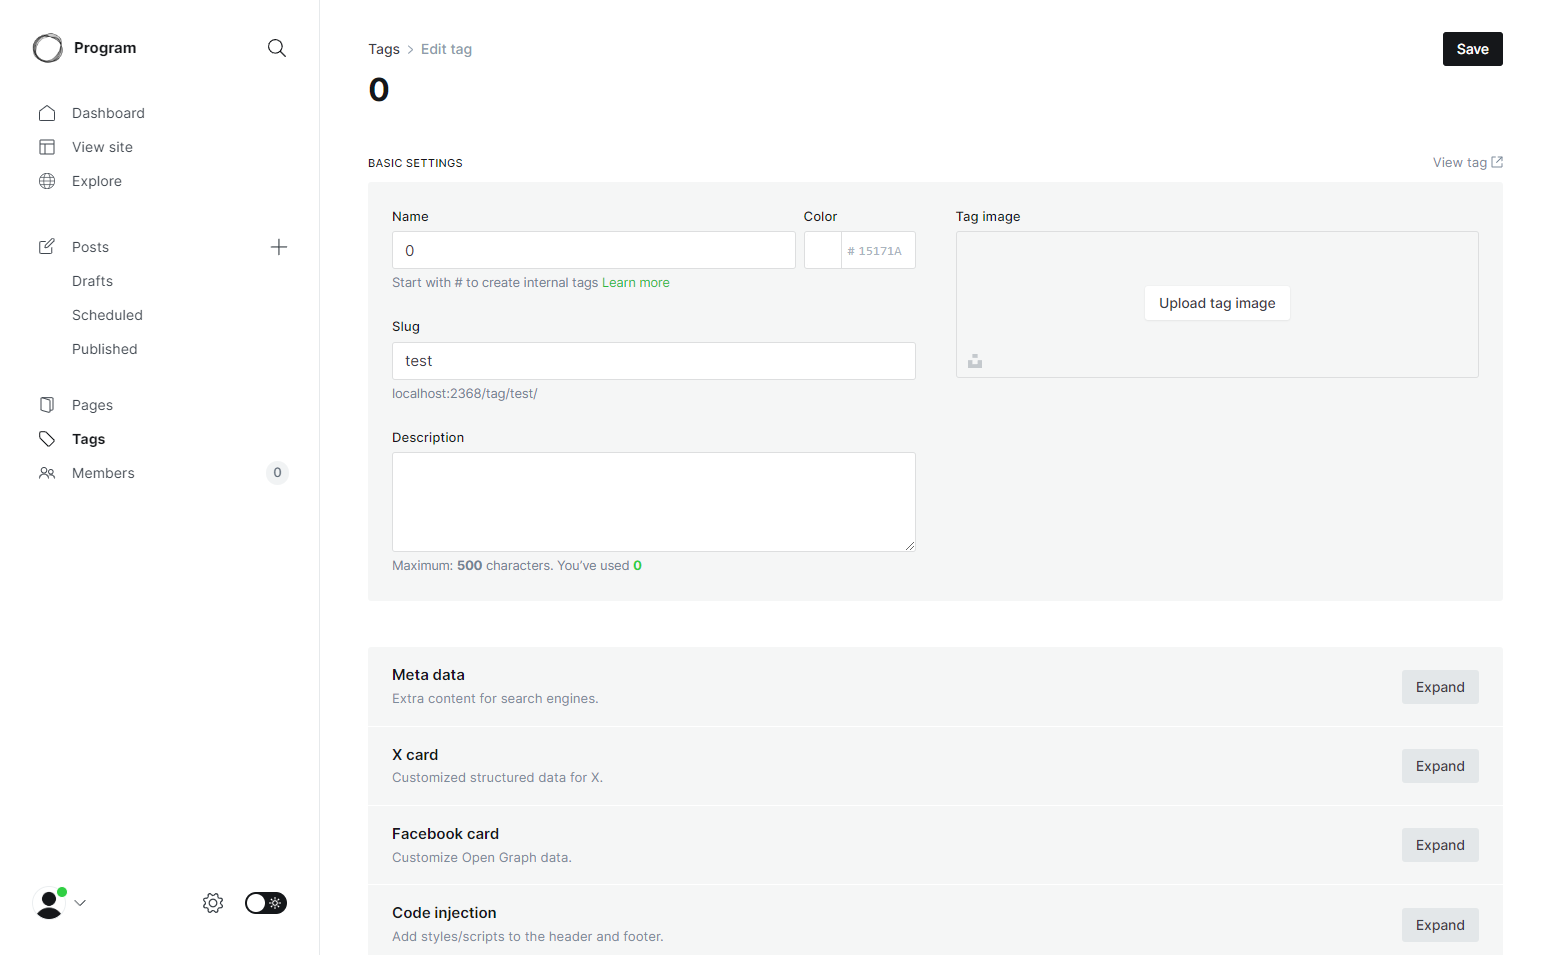 Program
Dashboard
View site
Explore
Posts
Drafts
Scheduled
Published
Pages
Tags
Members 0
Tags > Edit tag
Save
0
BASIC SETTINGS
View tag
Name
0
Start with # to create internal tags Learn more
Color
# 15171A
Slug
test
localhost:2368/tag/test/
Description
Maximum: 500 characters. You’ve used 0
Tag image
Upload tag image
Meta data
Extra content for search engines.
Expand
X card
Customized structured data for X.
Expand
Facebook card
Customize Open Graph data.
Expand
Code injection
Add styles/scripts to the header and footer.
Expand